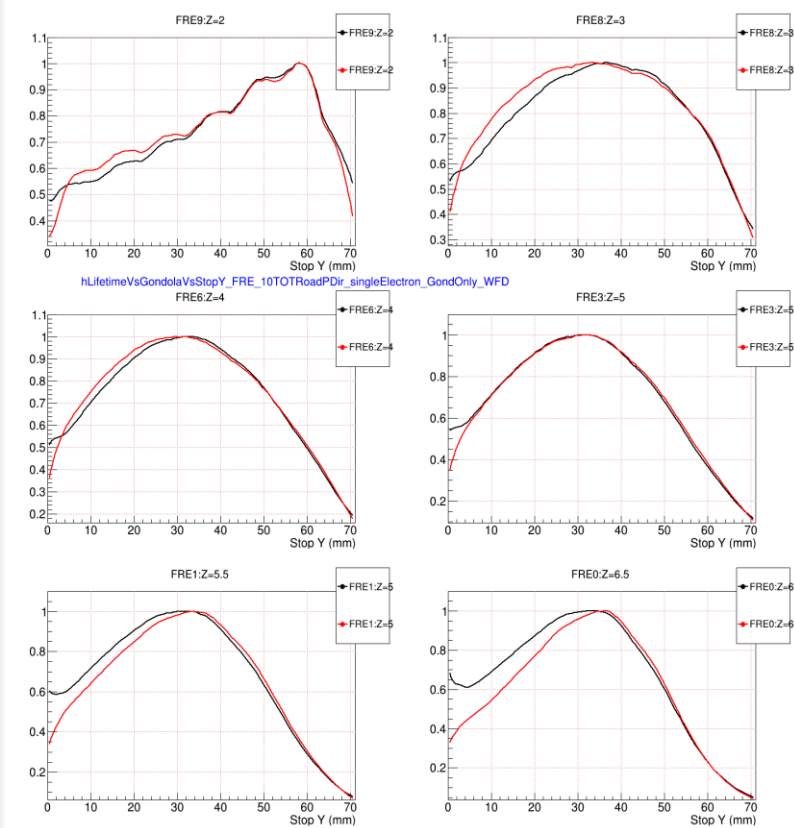 FRE9:Z=2
FRE9:Z=2
FRE9:Z=2
1.1
1
0.9
0.8
0.7
0.6
0.5
0.4
0 10 20 30 40 50 60 70
Stop Y (mm)
FRE8:Z=3
FRE8:Z=3
FRE8:Z=3
1.1
1
0.9
0.8
0.7
0.6
0.5
0.4
0.3
0 10 20 30 40 50 60 70
Stop Y (mm)
hLifetimeVsGondolaVsStopY_FRE_10TOTRoadPDir_singleElectron_GondOnly_WFD
FRE6:Z=4
FRE6:Z=4
FRE6:Z=4
1.1
1
0.9
0.8
0.7
0.6
0.5
0.4
0.3
0.2
0 10 20 30 40 50 60 70
Stop Y (mm)
FRE3:Z=5
FRE3:Z=5
FRE3:Z=5
1
0.8
0.6
0.4
0.2
0 10 20 30 40 50 60 70
Stop Y (mm)
FRE1:Z=5.5
FRE1:Z=5
FRE1:Z=5
1
0.8
0.6
0.4
0.2
0 10 20 30 40 50 60 70
Stop Y (mm)
FRE0:Z=6.5
FRE0:Z=6
FRE0:Z=6
1
0.8
0.6
0.4
0.2
0 10 20 30 40 50 60 70
Stop Y (mm)